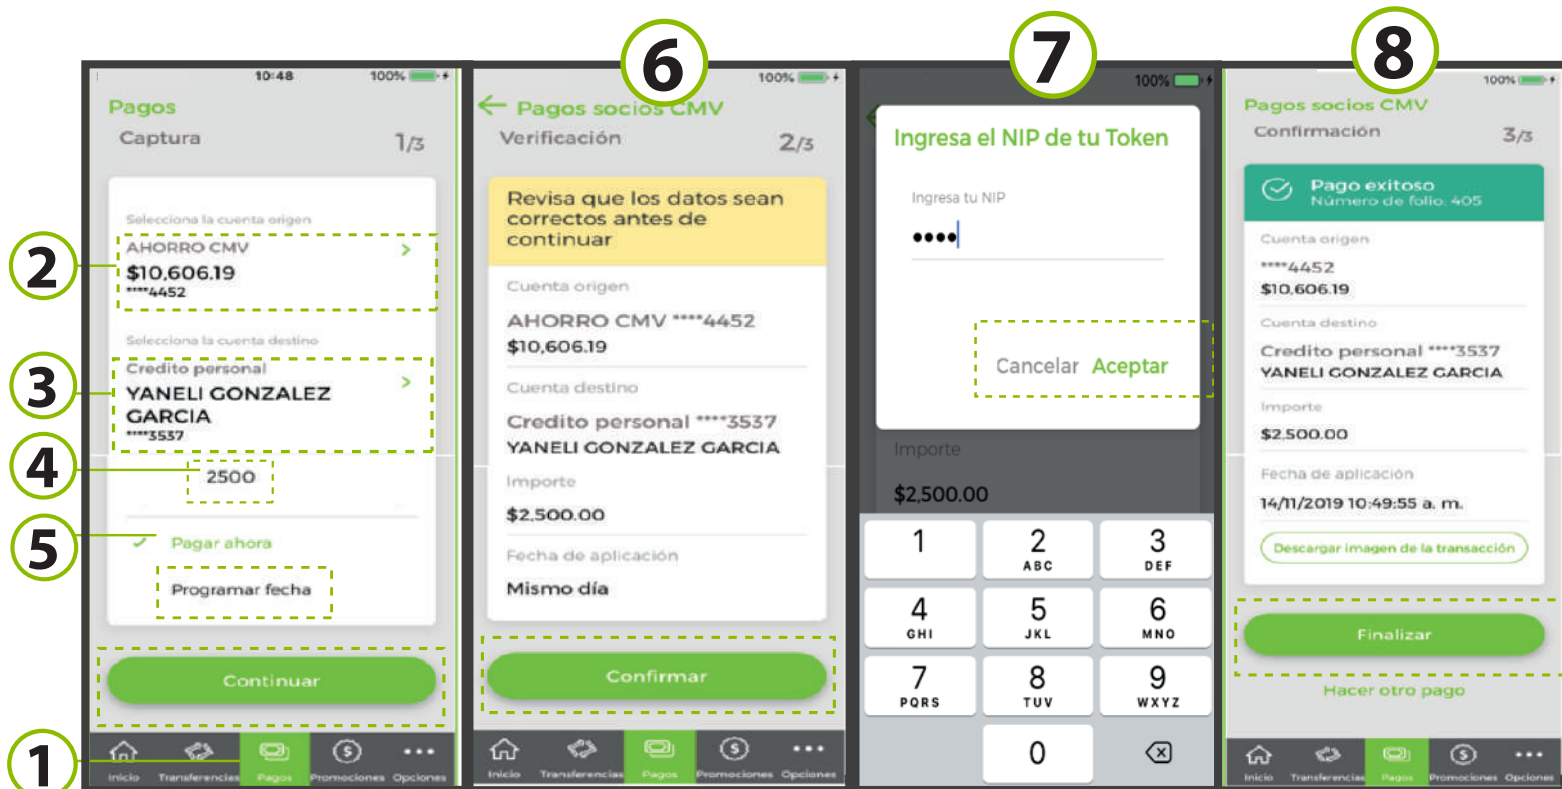 10:48
100%
Pagos
Captura
1/3
Selecciona la cuenta origen
2
AHORRO CMV
$10,606.19
****4452
Selecciona la cuenta destino
3
Credito personal
YANELI GONZALEZ
GARCIA
****3537
4
2500
5
Pagar ahora
Programar fecha
Continuar
1
Inicio Transferencias Pagos Promociones Opciones
6
100%
Pagos socios CMV
Verificación
2/3
Revisa que los datos sean
correctos antes de
continuar
Cuenta origen
AHORRO CMV ****4452
$10,606.19
Cuenta destino
Credito personal ****3537
YANELI GONZALEZ GARCIA
Importe
$2,500.00
Fecha de aplicación
Mismo día
Confirmar
Inicio Transferencias Pagos Promociones Opciones
7
100%
Ingresa el NIP de tu Token
Ingresa tu NIP
••••
Cancelar Aceptar
Importe
$2,500.00
1 2 3
ABC DEF
4 5 6
GHI JKL MNO
7 8 9
PQRS TUV WXYZ
0
8
100%
Pagos socios CMV
Confirmación
3/3
Pago exitoso
Número de folio: 405
Cuenta origen
****4452
$10,606.19
Cuenta destino
Credito personal ****3537
YANELI GONZALEZ GARCIA
Importe
$2,500.00
Fecha de aplicación
14/11/2019 10:49:55 a. m.
Descargar imagen de la transacción
Finalizar
Hacer otro pago
Inicio Transferencias Pagos Promociones Opciones